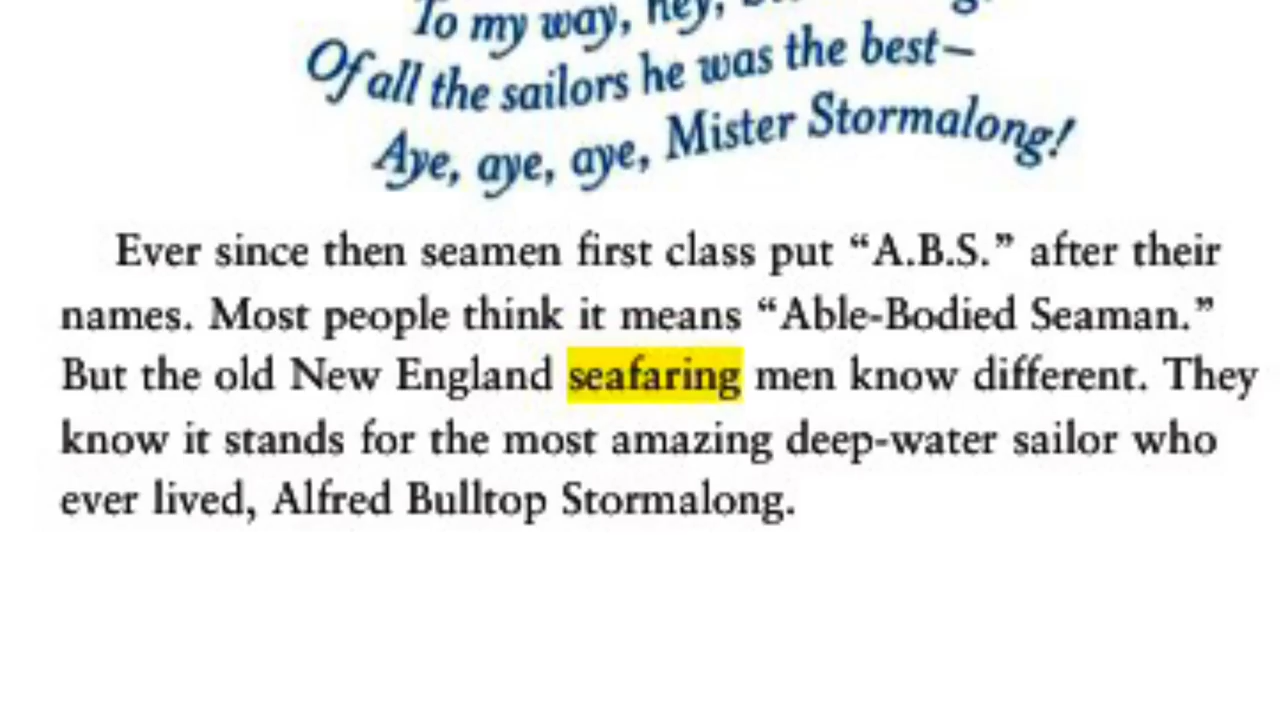 To my way, hey,
Of all the sailors he was the best—
Aye, aye, aye, Mister Stormalong!
Ever since then seamen first class put “A.B.S.” after their
names. Most people think it means “Able-Bodied Seaman.”
But the old New England seafaring men know different. They
know it stands for the most amazing deep-water sailor who
ever lived, Alfred Bulltop Stormalong.